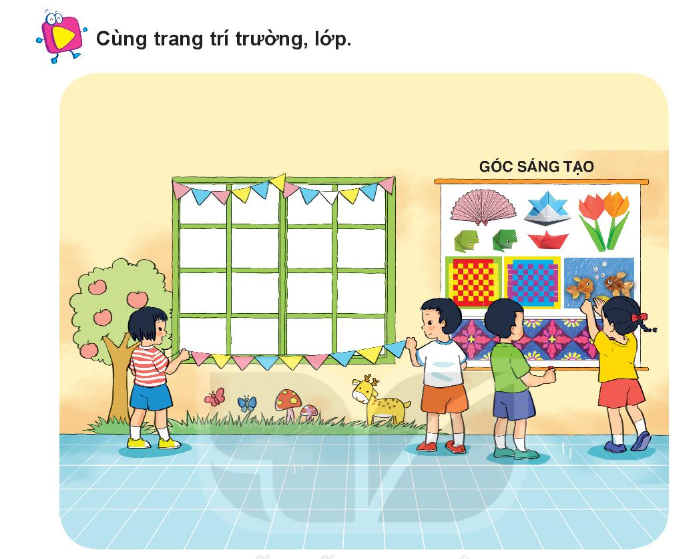 Cùng trang trí trường, lớp.
GÓC SÁNG TẠO